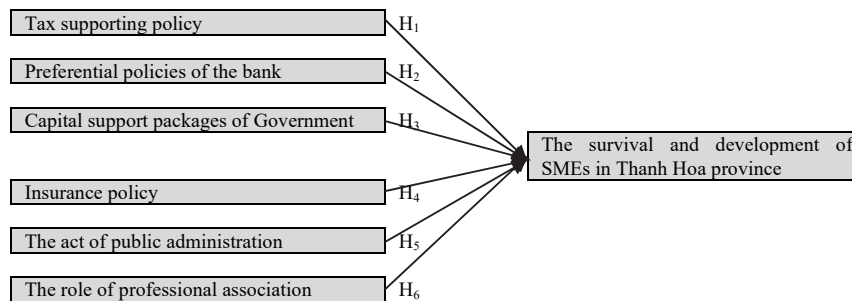 Tax supporting policy
H₁
Preferential policies of the bank
H₂
Capital support packages of Government
H₃
The survival and development of
SMEs in Thanh Hoa province
Insurance policy
H₄
The act of public administration
H₅
The role of professional association
H₆